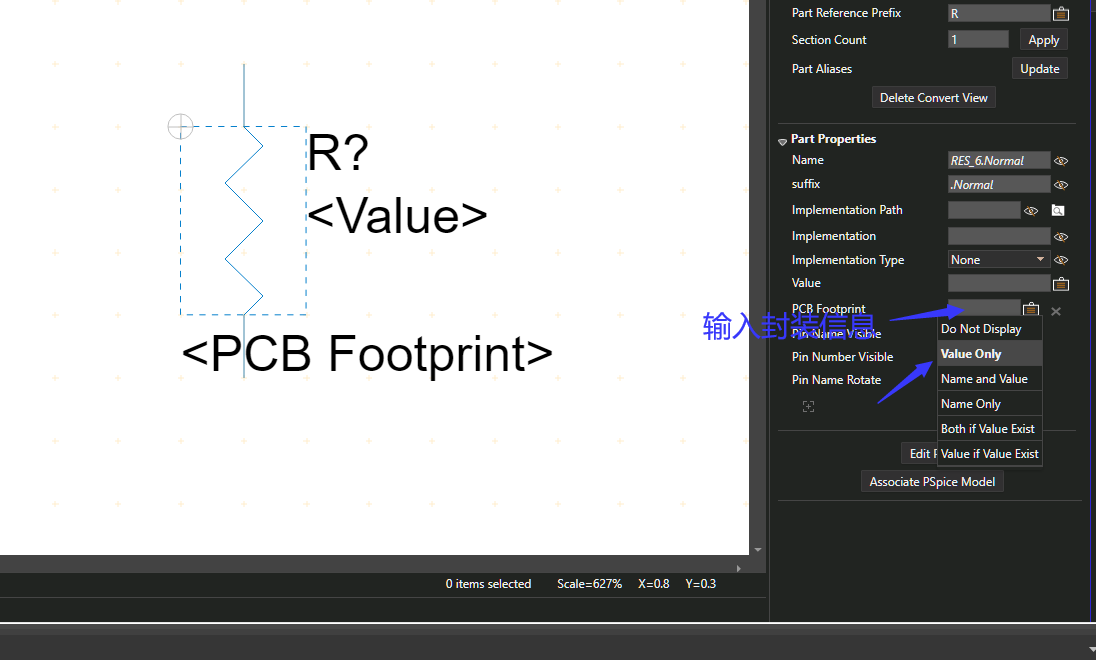 R?
<Value>
<PCB Footprint>
Part Reference Prefix R
Section Count 1 Apply
Part Aliases Update
Delete Convert View
Part Properties
Name RES_6.Normal
suffix .Normal
Implementation Path
Implementation
Implementation Type None
Value
PCB Footprint
输入封装信息
Pin Name Visible
Pin Number Visible
Pin Name Rotate
Do Not Display
Value Only
Name and Value
Name Only
Both if Value Exist
Value if Value Exist
Edit
Associate PSpice Model
0 items selected Scale=627% X=0.8 Y=0.3